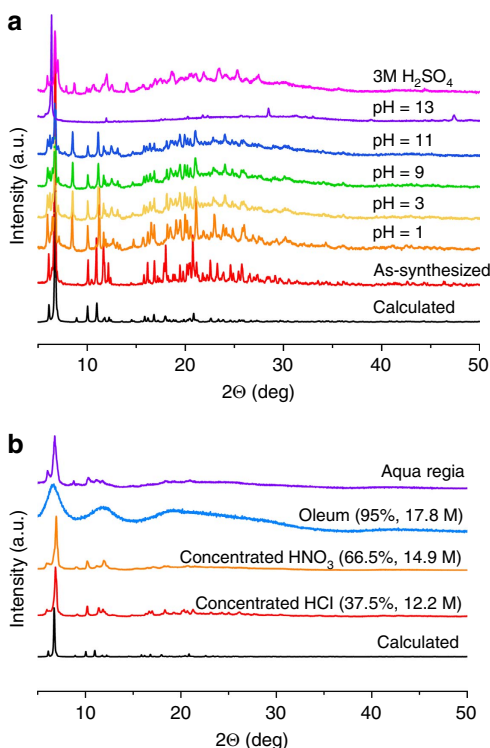 a
3M H₂SO₄
pH = 13
pH = 11
pH = 9
pH = 3
pH = 1
As-synthesized
Calculated
Intensity (a.u.)
10 20 30 40 50
2Θ (deg)
b
Aqua regia
Oleum (95%, 17.8 M)
Concentrated HNO₃ (66.5%, 14.9 M)
Concentrated HCl (37.5%, 12.2 M)
Calculated
Intensity (a.u.)
10 20 30 40 50
2Θ (deg)